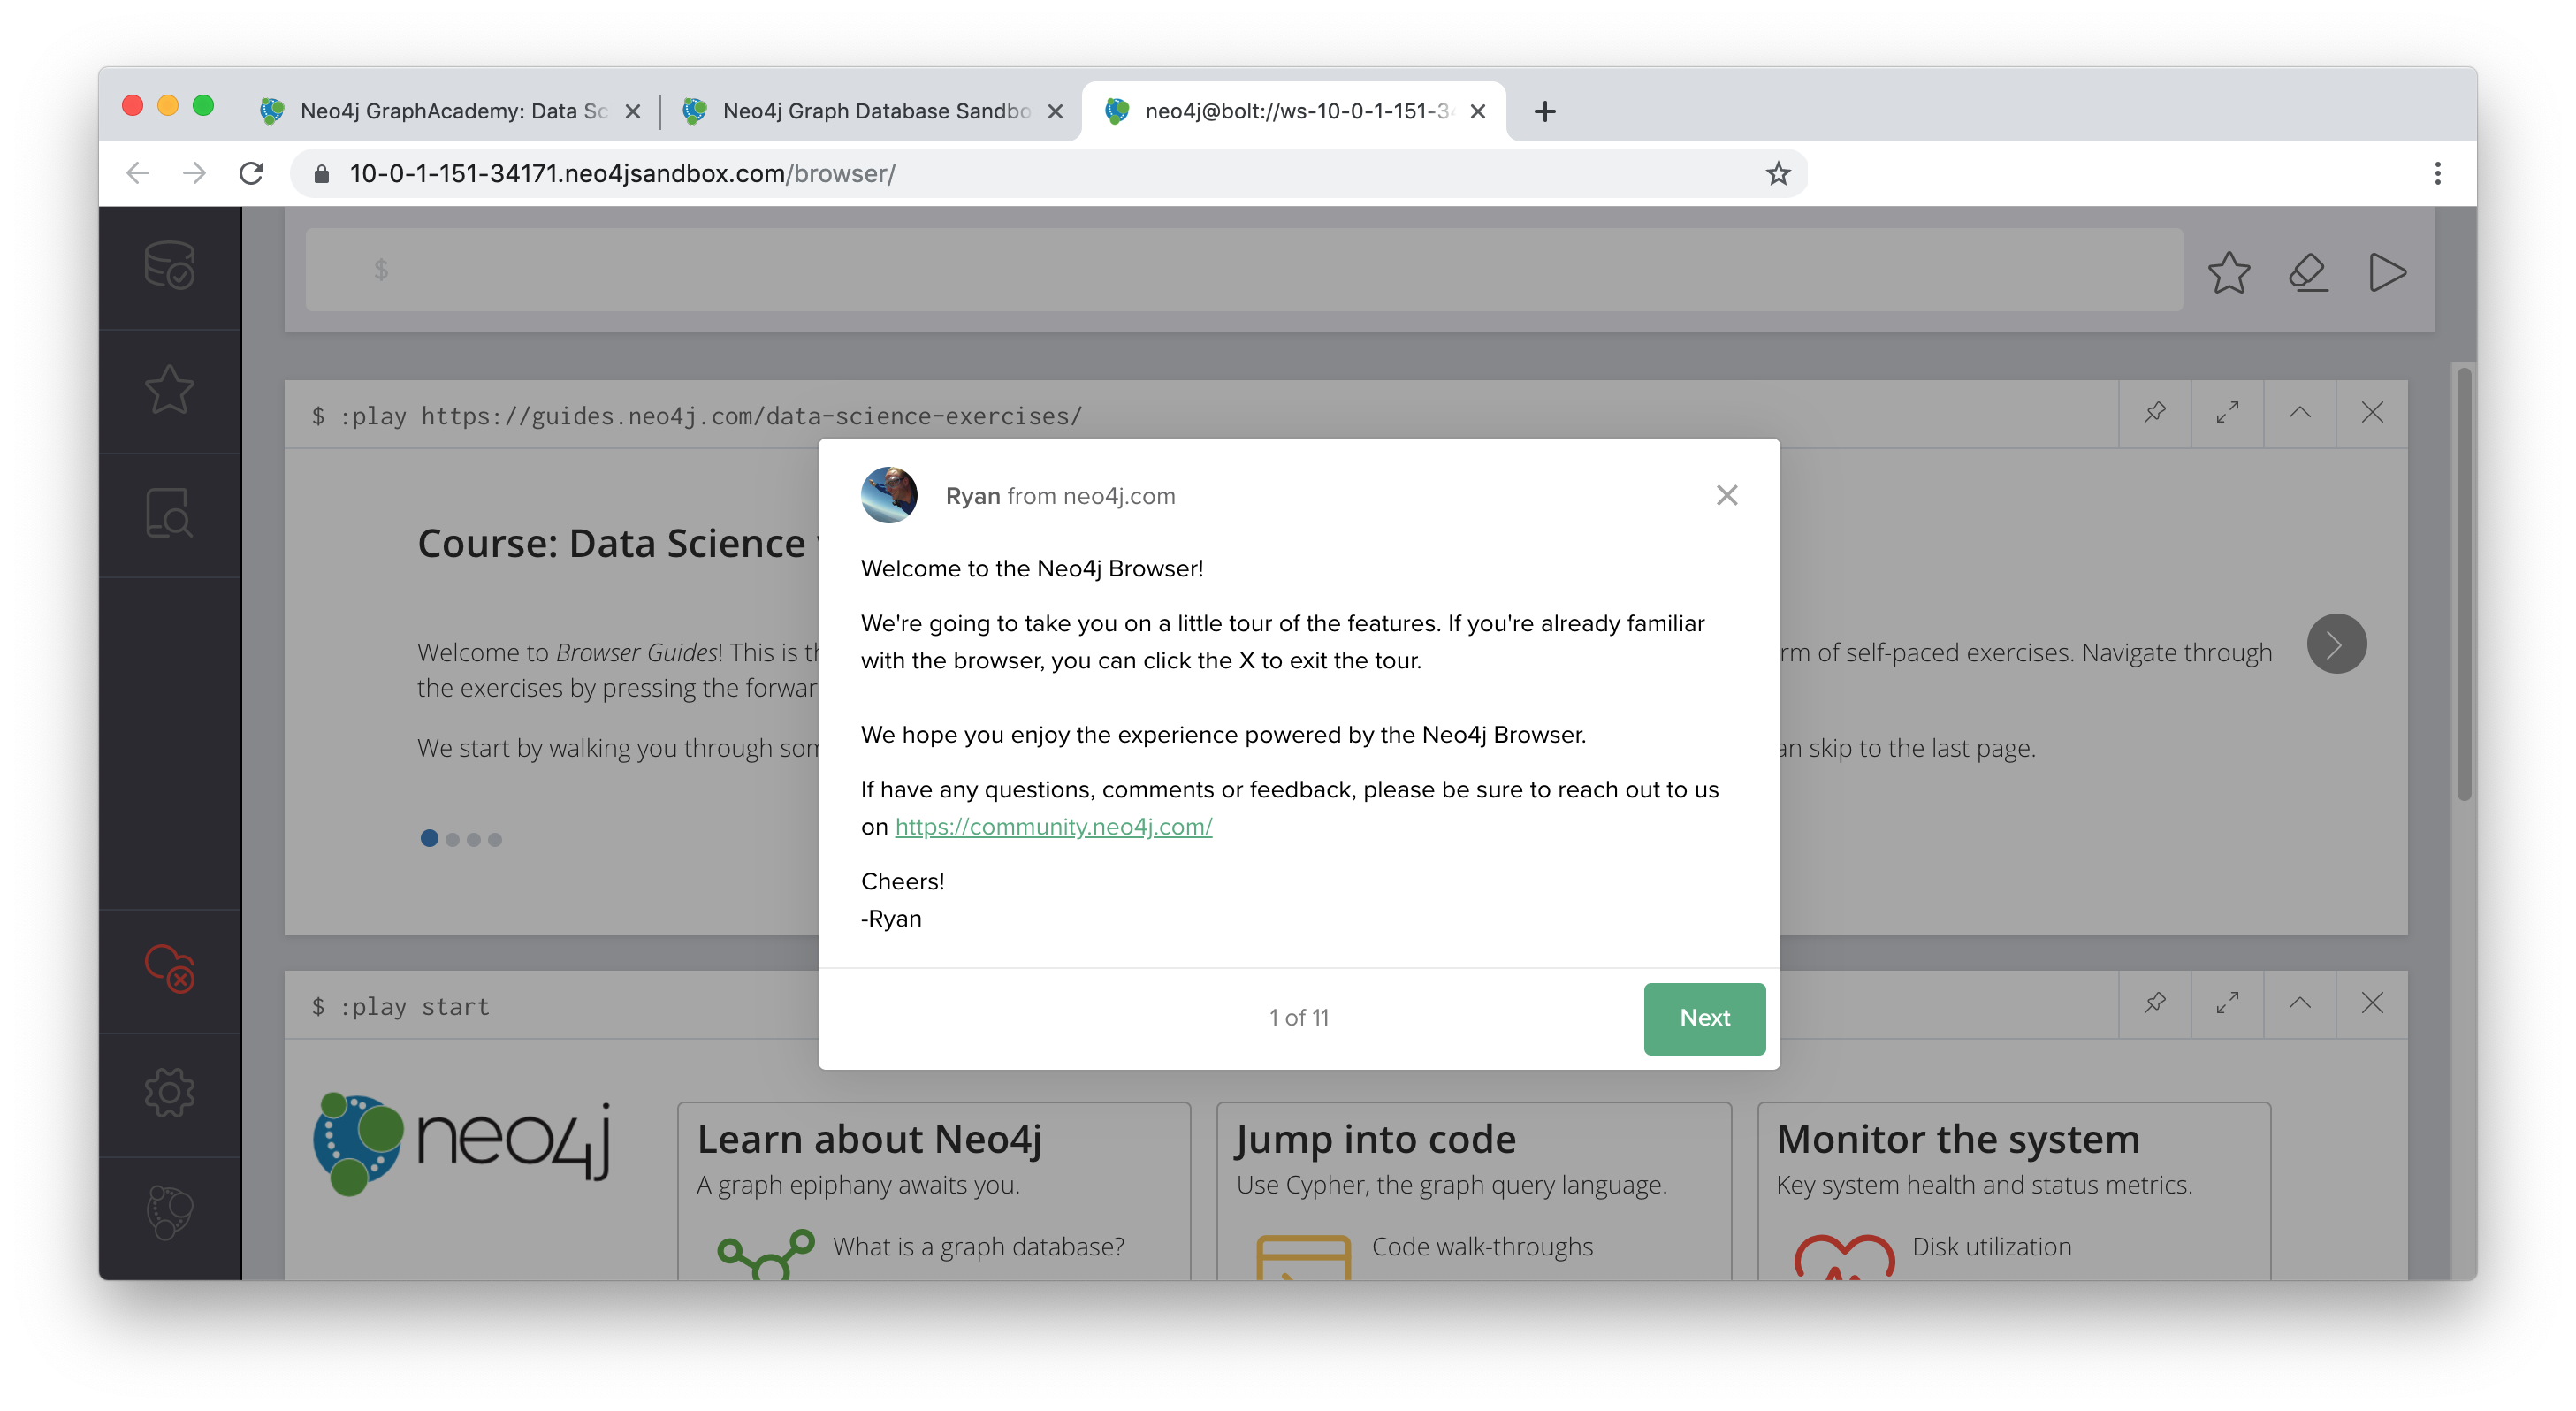 Neo4j GraphAcademy: Data Sc
Neo4j Graph Database Sandbo
neo4j@bolt://ws-10-0-1-151-34
10-0-1-151-34171.neo4jsandbox.com/browser/
$
$ :play https://guides.neo4j.com/data-science-exercises/
Course: Data Science
Welcome to Browser Guides! This is th
rm of self-paced exercises. Navigate through
the exercises by pressing the forwar
We start by walking you through som
an skip to the last page.
Ryan from neo4j.com
Welcome to the Neo4j Browser!
We're going to take you on a little tour of the features. If you're already familiar
with the browser, you can click the X to exit the tour.
We hope you enjoy the experience powered by the Neo4j Browser.
If have any questions, comments or feedback, please be sure to reach out to us
on https://community.neo4j.com/
Cheers!
-Ryan
1 of 11
Next
$ :play start
neo4j
Learn about Neo4j
A graph epiphany awaits you.
What is a graph database?
Jump into code
Use Cypher, the graph query language.
Code walk-throughs
Monitor the system
Key system health and status metrics.
Disk utilization